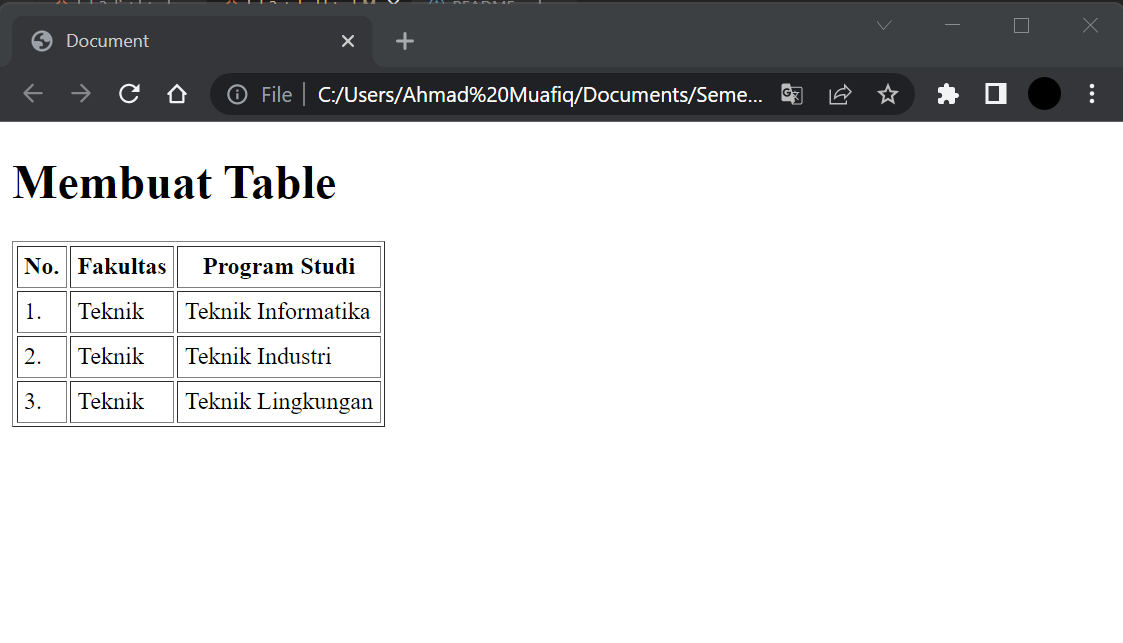 Document
File C:/Users/Ahmad%20Muafiq/Documents/Seme...
Membuat Table
No. Fakultas Program Studi
1. Teknik Teknik Informatika
2. Teknik Teknik Industri
3. Teknik Teknik Lingkungan